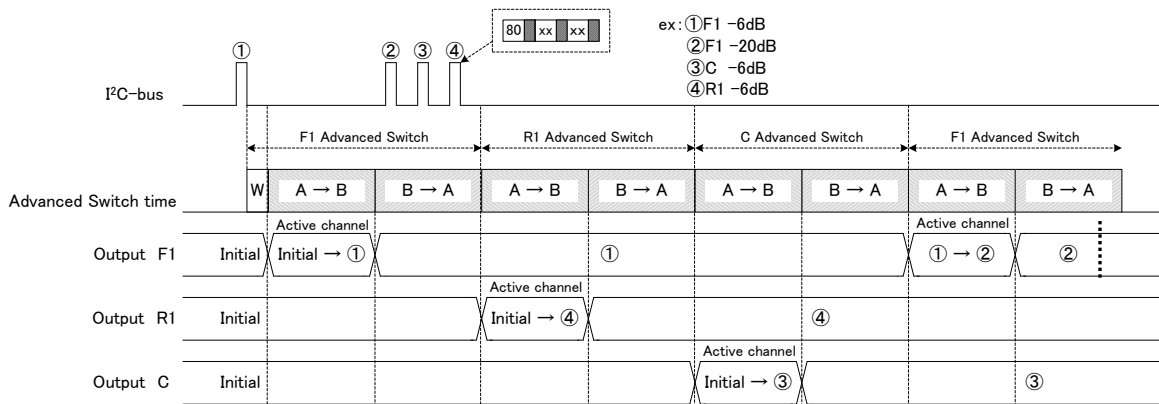 80 xx xx
ex: ①F1 -6dB
②F1 -20dB
③C -6dB
④R1 -6dB
① ② ③ ④
I²C-bus
F1 Advanced Switch R1 Advanced Switch C Advanced Switch F1 Advanced Switch
Advanced Switch time W A → B B → A A → B B → A A → B B → A A → B B → A
Active channel Active channel
Output F1 Initial Initial → ① ① ① → ② ②
Active channel
Output R1 Initial Initial → ④ ④
Active channel
Output C Initial Initial → ③ ③